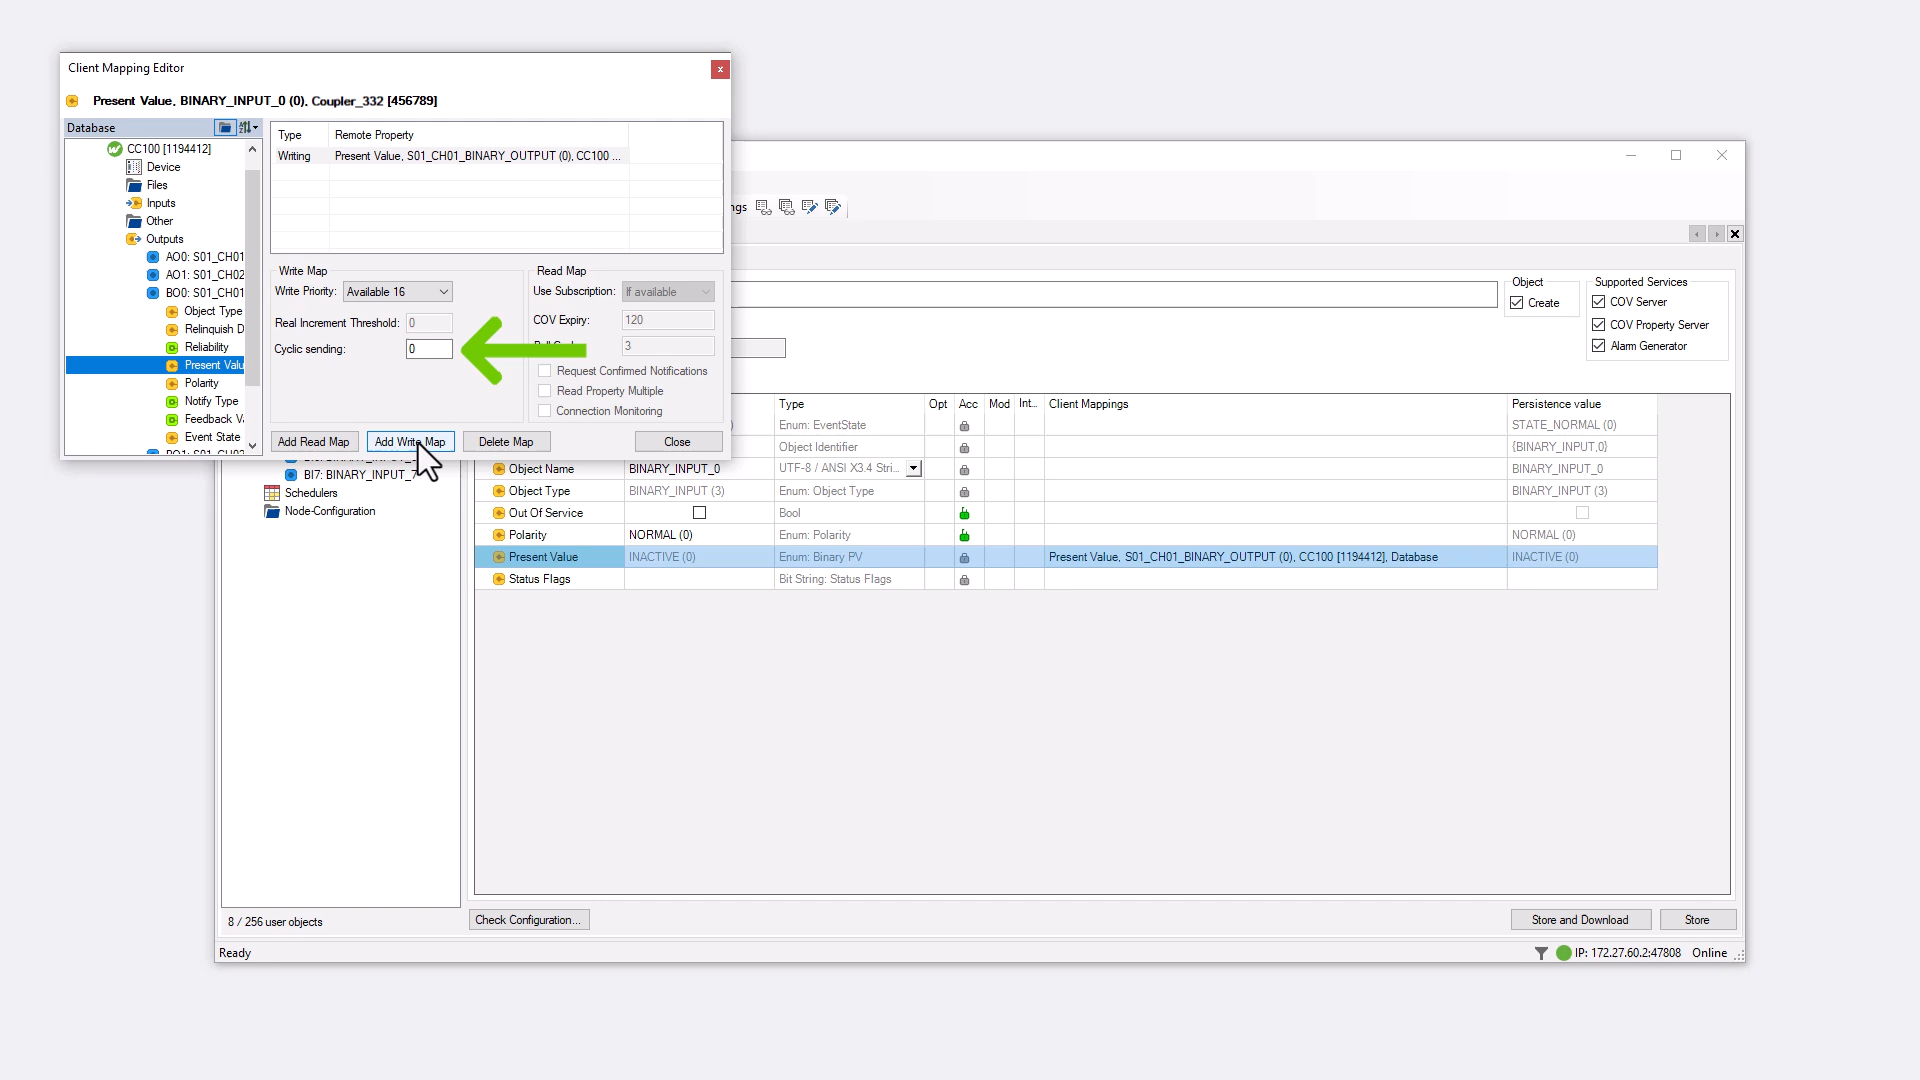 Client Mapping Editor
x
Present Value, BINARY_INPUT_0 (0), Coupler_332 [456789]
Database
CC100 [1194412]
Device
Files
Inputs
Other
Outputs
AO0: S01_CH01
AO1: S01_CH02
BO0: S01_CH01
Object Type
Relinquish D
Reliability
Present Valu
Polarity
Notify Type
Feedback V
Event State
Type Remote Property
Writing Present Value, S01_CH01_BINARY_OUTPUT (0), CC100 ...
Write Map
Write Priority: Available 16
Real Increment Threshold: 0
Cyclic sending: 0
Read Map
Use Subscription: If available
COV Expiry: 120
3
Request Confirmed Notifications
Read Property Multiple
Connection Monitoring
Add Read Map Add Write Map Delete Map Close
ngs
Object
Create
Supported Services
COV Server
COV Property Server
Alarm Generator
BI7: BINARY_INPUT_7
Schedulers
Node-Configuration
Type Opt Acc Mod Int... Client Mappings Persistence value
Enum: EventState STATE_NORMAL (0)
Object Identifier {BINARY_INPUT,0}
Object Name BINARY_INPUT_0 UTF-8 / ANSI X3.4 Stri... BINARY_INPUT_0
Object Type BINARY_INPUT (3) Enum: Object Type BINARY_INPUT (3)
Out Of Service Bool
Polarity NORMAL (0) Enum: Polarity NORMAL (0)
Present Value INACTIVE (0) Enum: Binary PV Present Value, S01_CH01_BINARY_OUTPUT (0), CC100 [1194412], Database INACTIVE (0)
Status Flags Bit String: Status Flags
8 / 256 user objects
Check Configuration... Store and Download Store
Ready IP: 172.27.60.2:47808 Online